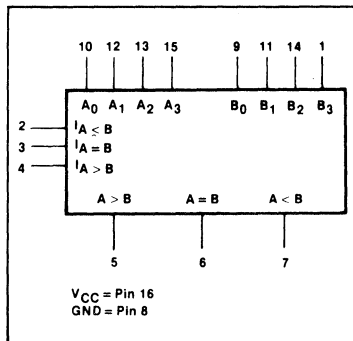 10 12 13 15 9 11 14 1
A0 A1 A2 A3 B0 B1 B2 B3
2 IA < B
3 IA = B
4 IA > B
A > B A = B A < B
5 6 7
VCC = Pin 16
GND = Pin 8